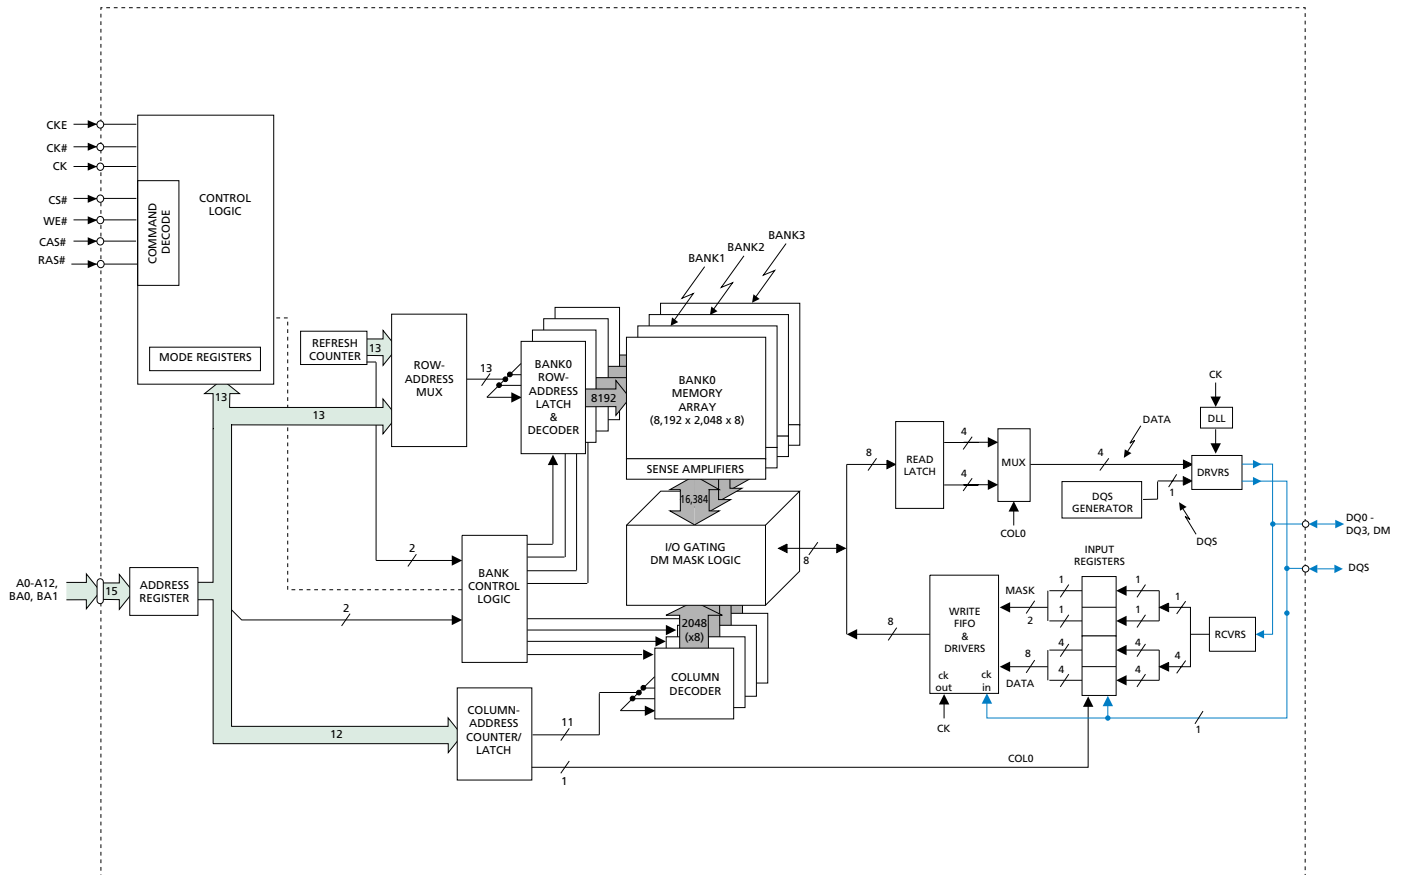 CKE
CK#
CK
CS#
WE#
CAS#
RAS#
COMMAND
DECODE
CONTROL
LOGIC
MODE REGISTERS
REFRESH
COUNTER
13
13
13
ROW-
ADDRESS
MUX
13
BANK0
ROW-
ADDRESS
LATCH
&
DECODER
8192
BANK1
BANK2
BANK3
BANK0
MEMORY
ARRAY
(8,192 x 2,048 x 8)
SENSE AMPLIFIERS
16,384
I/O GATING
DM MASK LOGIC
8
2048
(x8)
COLUMN
DECODER
2
2
BANK
CONTROL
LOGIC
A0-A12,
BA0, BA1
15
ADDRESS
REGISTER
12
COLUMN-
ADDRESS
COUNTER/
LATCH
11
1
COL0
8
READ
LATCH
4
4
MUX
COL0
4
DATA
CK
DLL
DRVRS
DQS
GENERATOR
1
DQS
DQ0 -
DQ3, DM
DQS
INPUT
REGISTERS
8
WRITE
FIFO
&
DRIVERS
ck
out
ck
in
CK
MASK
2
8
DATA
1
1
4
4
1
1
4
4
1
4
RCVRS
1